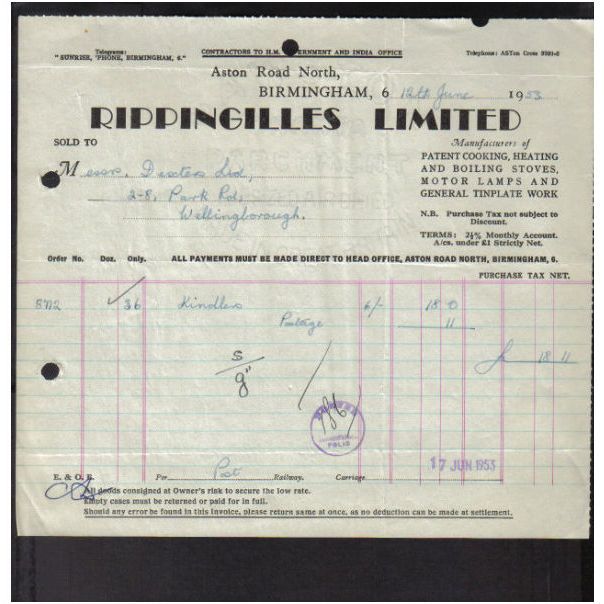 Telegrams:
"SUNRISE, 'PHONE, BIRMINGHAM, 6."
CONTRACTORS TO H.M. GOVERNMENT AND INDIA OFFICE
Telephone: ASTon Cross
Aston Road North,
BIRMINGHAM, 6 12th June 1953
RIPPINGILLES LIMITED
SOLD TO
Messrs. Dexters Ltd,
2-8, Park Rd,
Wellingborough.
Manufacturers of
PATENT COOKING, HEATING
AND BOILING STOVES,
MOTOR LAMPS AND
GENERAL TINPLATE WORK
N.B. Purchase Tax not subject to
Discount.
TERMS: 2½% Monthly Account.
A/cs. under £1 Strictly Net.
Order No. Doz. Only. ALL PAYMENTS MUST BE MADE DIRECT TO HEAD OFFICE, ASTON ROAD NORTH, BIRMINGHAM, 6.
PURCHASE TAX NET.
36 Kindlers 6/- 18 0
Postage 11
18 11
S/
FOLIO
17 JUN 1953
E. & O. E. Per Post Railway. Carriage
All Goods consigned at Owner's risk to secure the low rate.
Empty cases must be returned or paid for in full.
Should any error be found in this Invoice, please return same at once, as no deduction can be made at settlement.